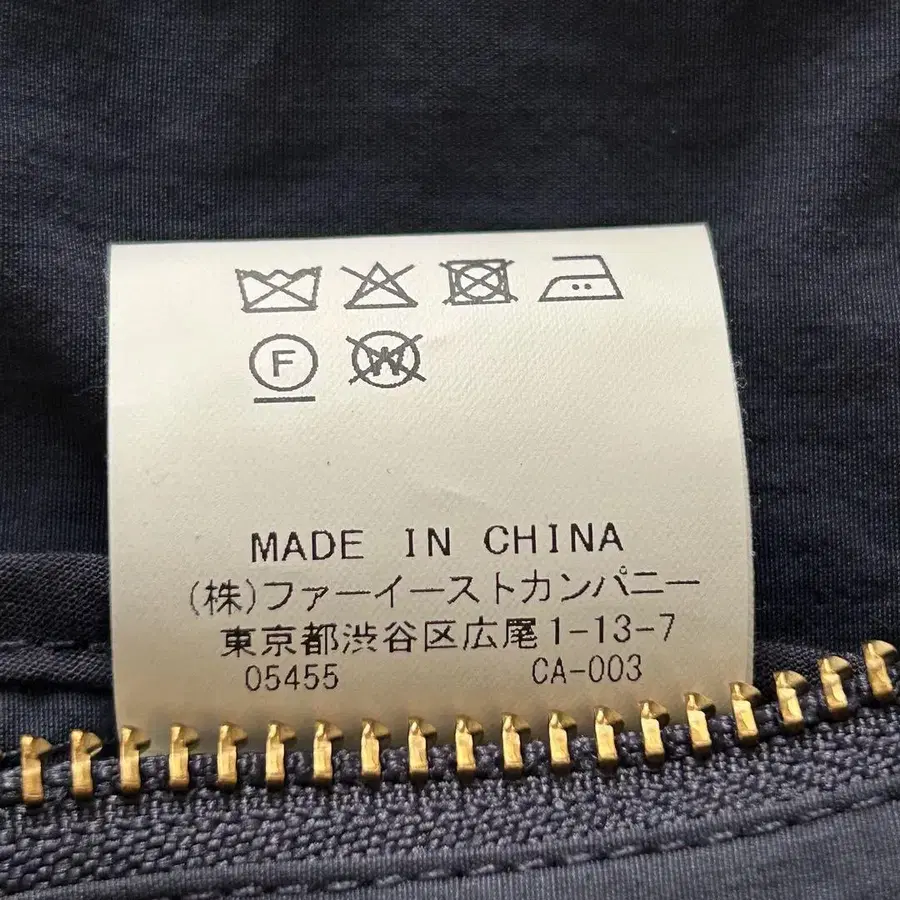 F
W
MADE IN CHINA
(株)ファーイーストカンパニー
東京都渋谷区広尾1-13-7
05455 CA-003